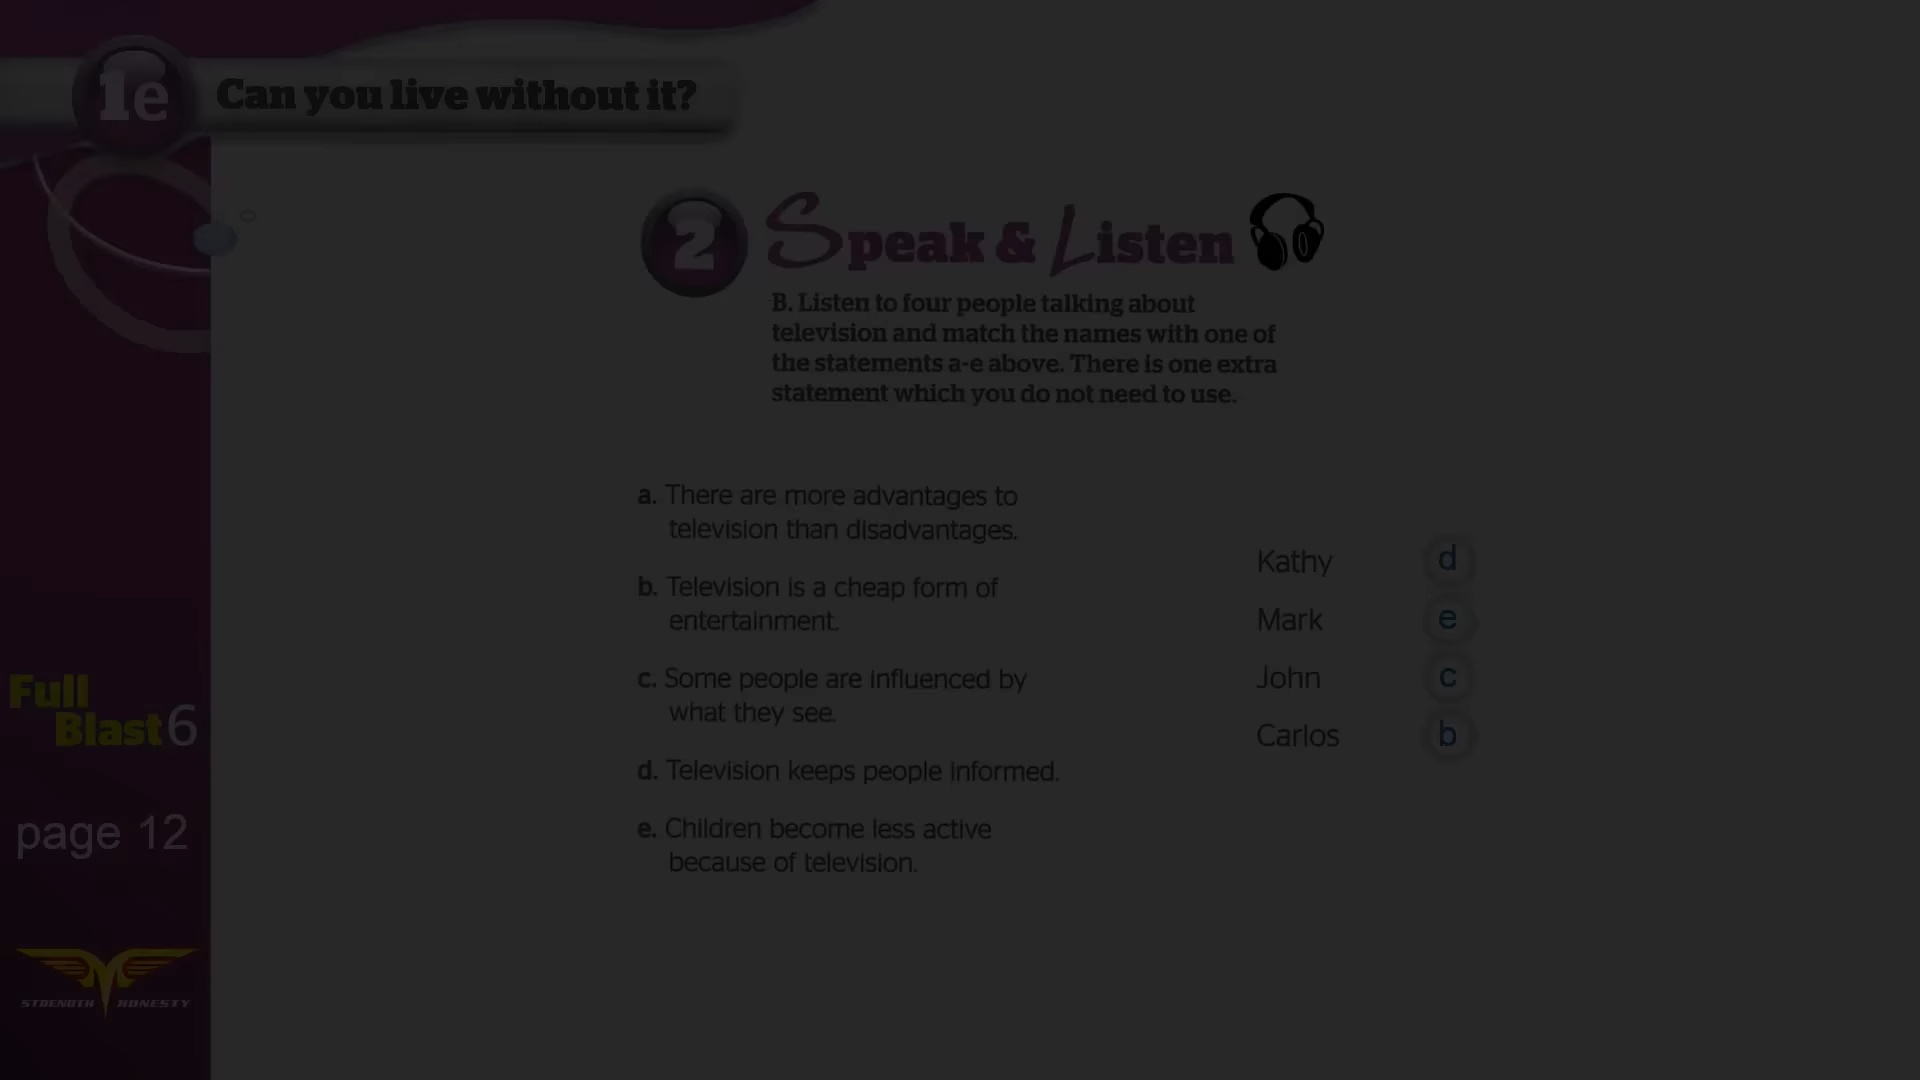 1e Can you live without it?
2 Speak & Listen
B. Listen to four people talking about
television and match the names with one of
the statements a-e above. There is one extra
statement which you do not need to use.
a. There are more advantages to
television than disadvantages.
b. Television is a cheap form of
entertainment.
c. Some people are influenced by
what they see.
d. Television keeps people informed.
e. Children become less active
because of television.
Kathy d
Mark e
John c
Carlos b
Full
Blast 6
page 12
STRENGTH HONESTY